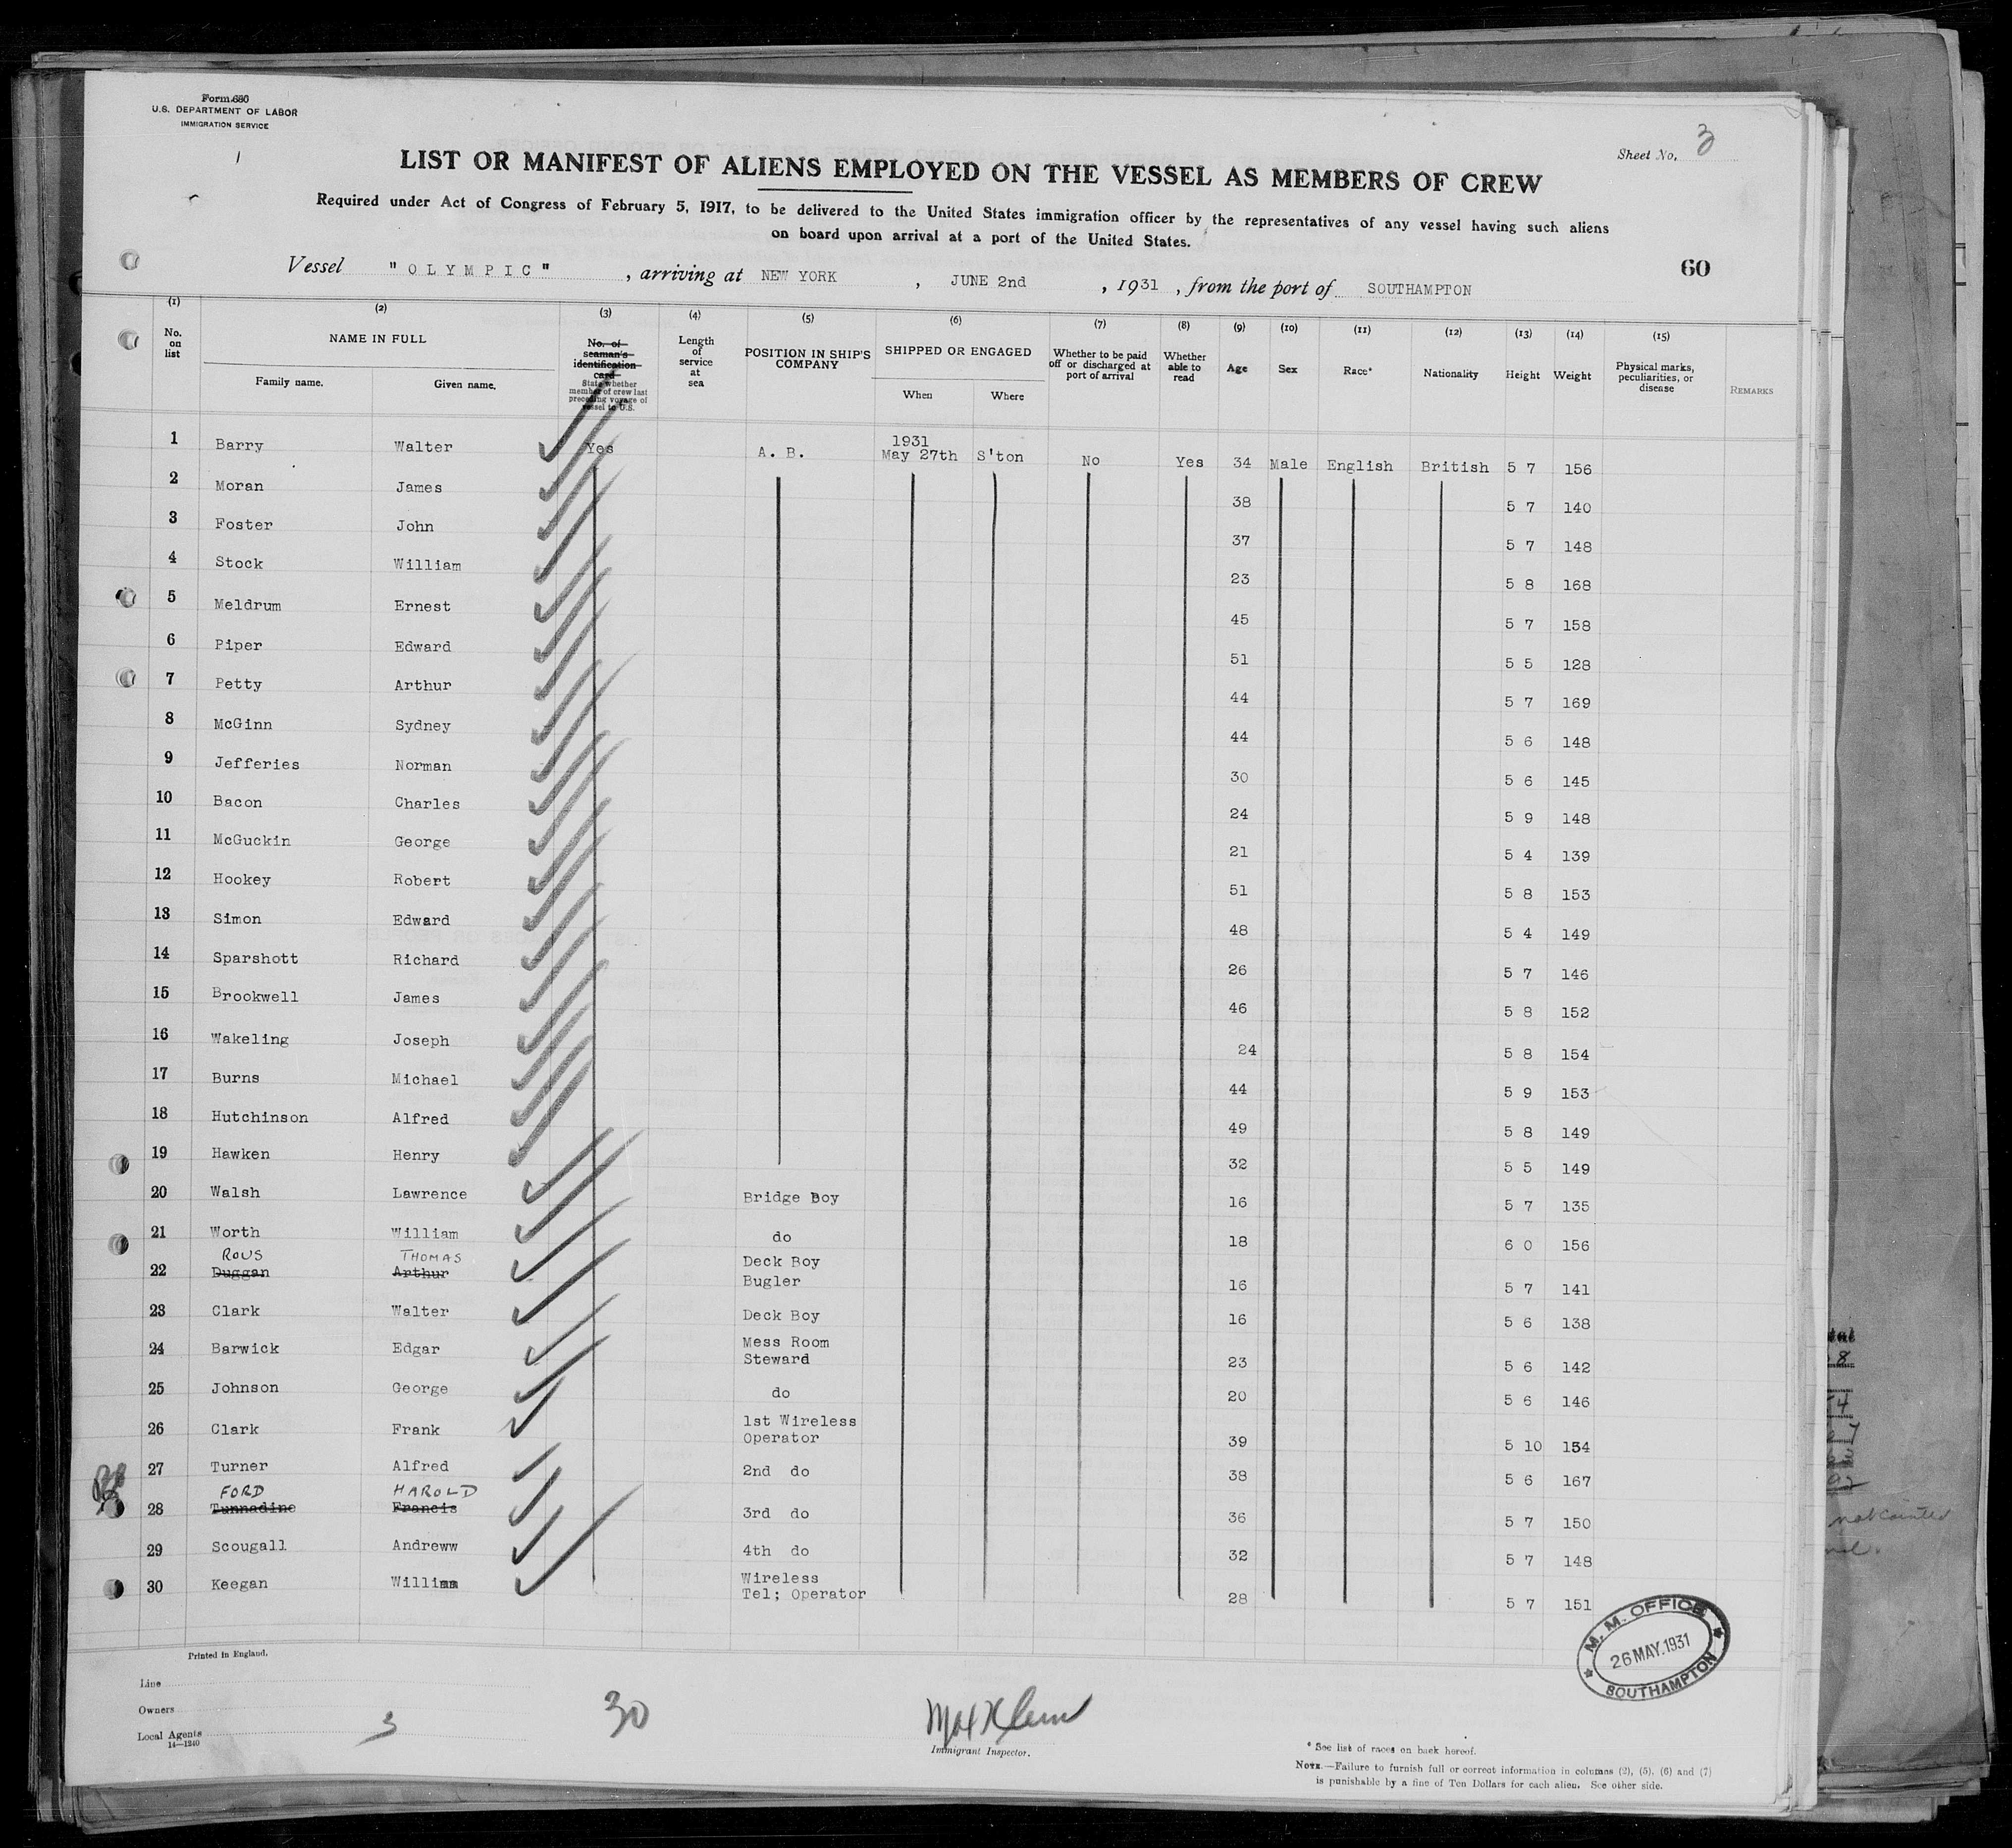 Form 680
U.S. DEPARTMENT OF LABOR
IMMIGRATION SERVICE
Sheet No. 3
LIST OR MANIFEST OF ALIENS EMPLOYED ON THE VESSEL AS MEMBERS OF CREW
Required under Act of Congress of February 5, 1917, to be delivered to the United States immigration officer by the representatives of any vessel having such aliens
on board upon arrival at a port of the United States.
60
Vessel "OLYMPIC", arriving at NEW YORK, JUNE 2nd, 1931, from the port of SOUTHAMPTON
(1) (2) (3) (4) (5) (6) (7) (8) (9) (10) (11) (12) (13) (14) (15)
No. on list
NAME IN FULL
Family name. Given name.
No. of seaman's identification card
State whether member of crew last preceding voyage of vessel to U.S.
Length of service at sea
POSITION IN SHIP'S COMPANY
SHIPPED OR ENGAGED
When Where
Whether to be paid off or discharged at port of arrival
Whether able to read
Age
Sex
Race*
Nationality
Height
Weight
Physical marks, peculiarities, or disease
REMARKS
1 Barry Walter Yes A. B. 1931 May 27th S'ton No Yes 34 Male English British 5 7 156
2 Moran James 38 5 7 140
3 Foster John 37 5 7 148
4 Stock William 23 5 8 168
5 Meldrum Ernest 45 5 7 158
6 Piper Edward 51 5 5 128
7 Petty Arthur 44 5 7 169
8 McGinn Sydney 44 5 6 148
9 Jefferies Norman 30 5 6 145
10 Bacon Charles 24 5 9 148
11 McGuckin George 21 5 4 139
12 Hookey Robert 51 5 8 153
13 Simon Edward 48 5 4 149
14 Sparshott Richard 26 5 7 146
15 Brookwell James 46 5 8 152
16 Wakeling Joseph 24 5 8 154
17 Burns Michael 44 5 9 153
18 Hutchinson Alfred 49 5 8 149
19 Hawken Henry 32 5 5 149
20 Walsh Lawrence Bridge Boy 16 5 7 135
21 Worth William do 18 6 0 156
ROUS THOMAS
22 Duggan Arthur Deck Boy Bugler 16 5 7 141
23 Clark Walter Deck Boy 16 5 6 138
24 Barwick Edgar Mess Room Steward 23 5 6 142
25 Johnson George do 20 5 6 146
26 Clark Frank 1st Wireless Operator 39 5 10 154
27 Turner Alfred 2nd do 38 5 6 167
FORD HAROLD
28 Tunnadine Francis 3rd do 36 5 7 150
29 Scougall Andreww 4th do 32 5 7 148
30 Keegan William Wireless Tel; Operator 28 5 7 151
M. M. OFFICE
26 MAY. 1931
SOUTHAMPTON
Printed in England.
Line
Owners
Local Agents
14—1240
3
30
Immigrant Inspector.
* See list of races on back hereof.
NOTE.—Failure to furnish full or correct information in columns (2), (5), (6) and (7)
is punishable by a fine of Ten Dollars for each alien. See other side.